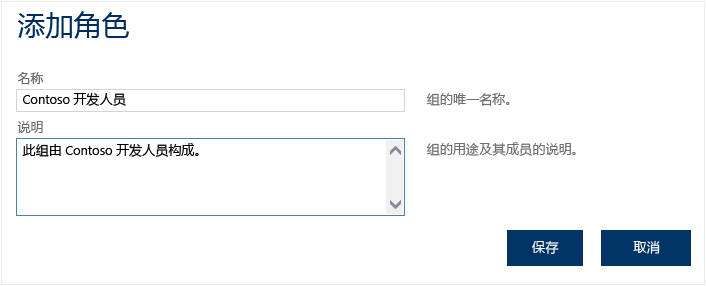 添加角色
名称
Contoso 开发人员
组的唯一名称。
说明
此组由 Contoso 开发人员构成。
组的用途及其成员的说明。
保存
取消